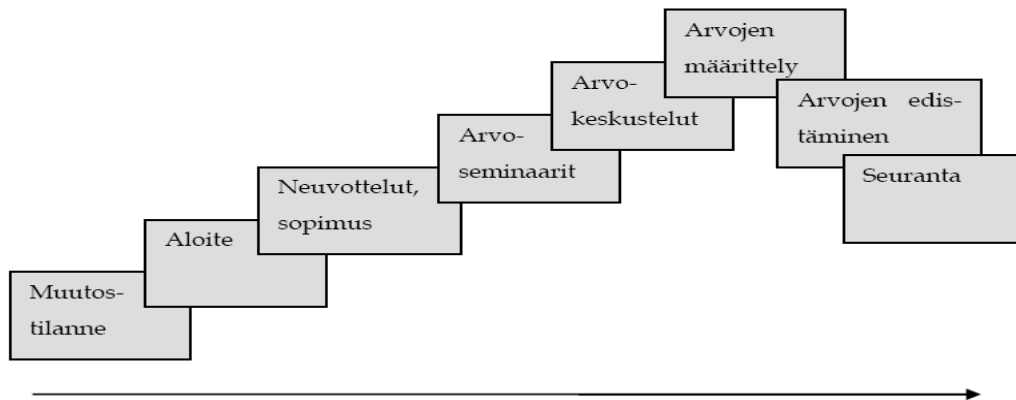 Muutos-
tilanne
Aloite
Neuvottelut,
sopimus
Arvo-
seminaarit
Arvo-
keskustelut
Arvojen
määrittely
Arvojen edis-
täminen
Seuranta